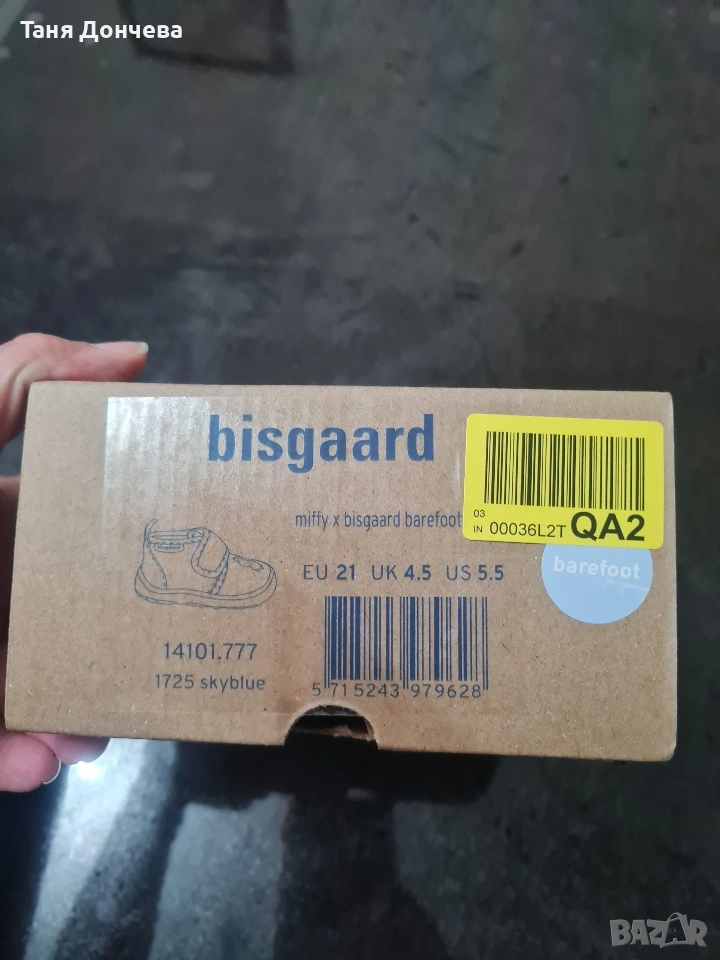 Таня Дончева
bisgaard
miffy x bisgaard barefoot
EU 21 UK 4.5 US 5.5
14101.777
1725 skyblue
5 715243 979628
03
IN 00036L2T QA2
barefoot
BAZAR